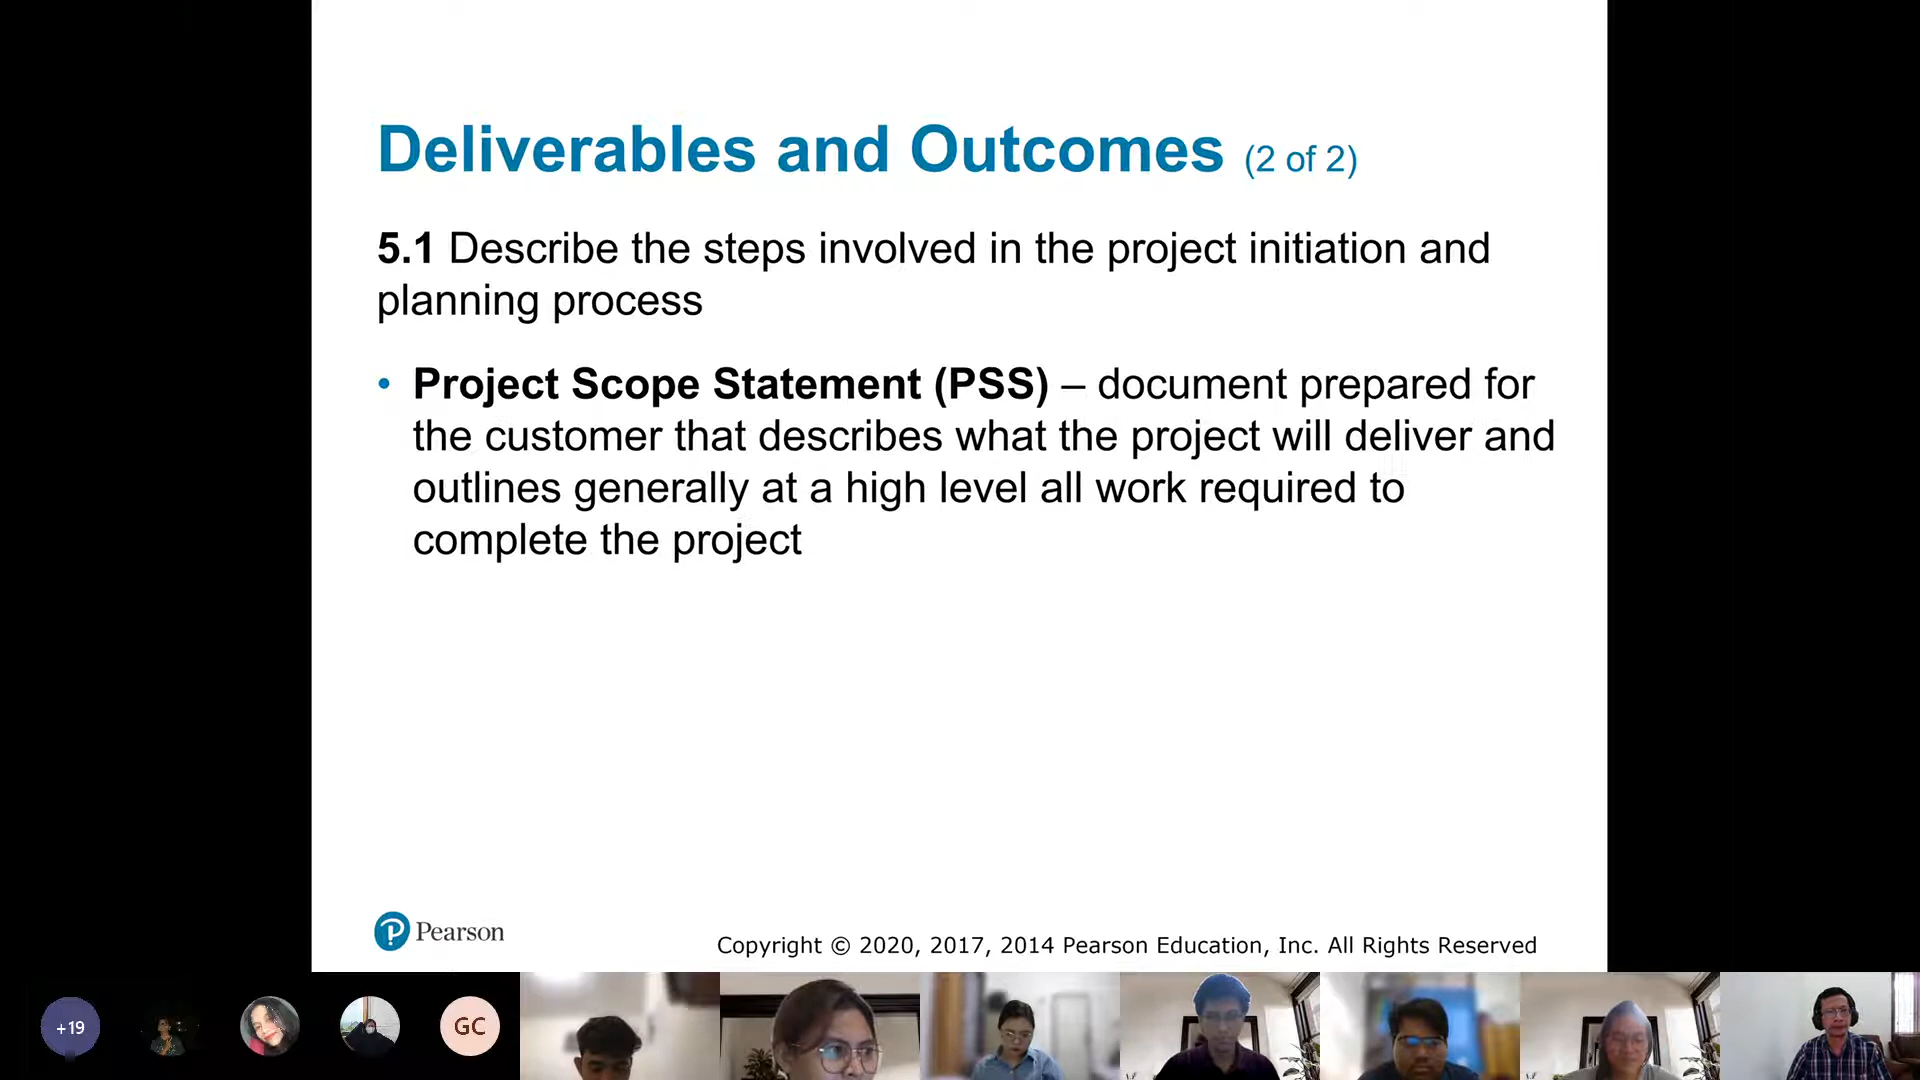 Deliverables and Outcomes (2 of 2)
5.1 Describe the steps involved in the project initiation and
planning process
• Project Scope Statement (PSS) – document prepared for
the customer that describes what the project will deliver and
outlines generally at a high level all work required to
complete the project
Pearson
Copyright © 2020, 2017, 2014 Pearson Education, Inc. All Rights Reserved
+19
GC